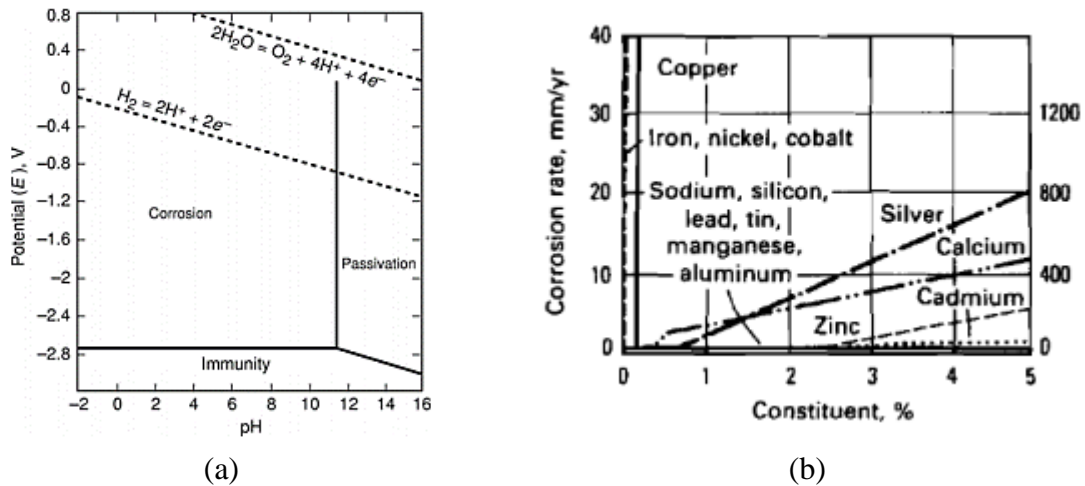 0.8
0.4
0
−0.4
−0.8
−1.2
−1.6
−2
−2.8
Potential (E), V
2H₂O = O₂ + 4H⁺ + 4e⁻
H₂ = 2H⁺ + 2e⁻
Corrosion
Passivation
Immunity
−2 0 2 4 6 8 10 12 14 16
pH
(a)
40
30
20
10
0
Corrosion rate, mm/yr
Copper
Iron, nickel, cobalt
Sodium, silicon,
lead, tin,
manganese,
aluminum
Silver
Calcium
Cadmium
Zinc
1200
800
400
0
0 1 2 3 4 5
Constituent, %
(b)